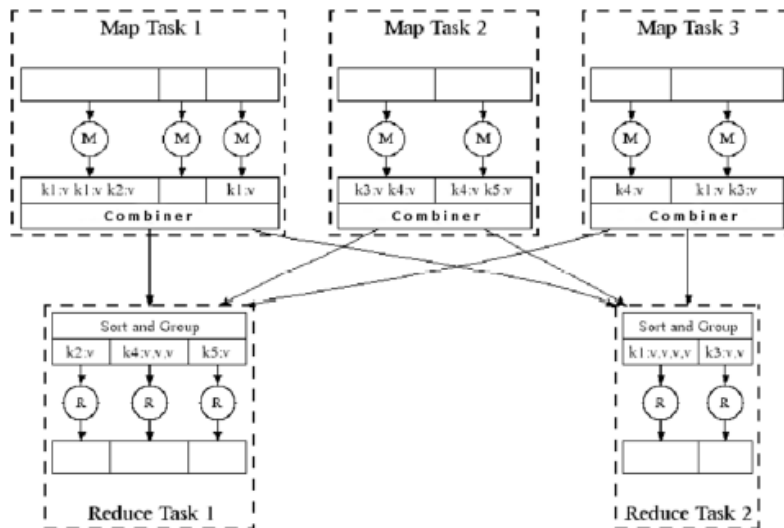 Map Task 1 Map Task 2 Map Task 3
M M M M M M M
k1:v k1:v k2:v k1:v k3:v k4:v k4:v k5:v k4:v k1:v k3:v
Combiner Combiner Combiner
Sort and Group Sort and Group
k2:v k4:v,v,v k5:v k1:v,v,v,v k3:v,v
R R R R R
Reduce Task 1 Reduce Task 2